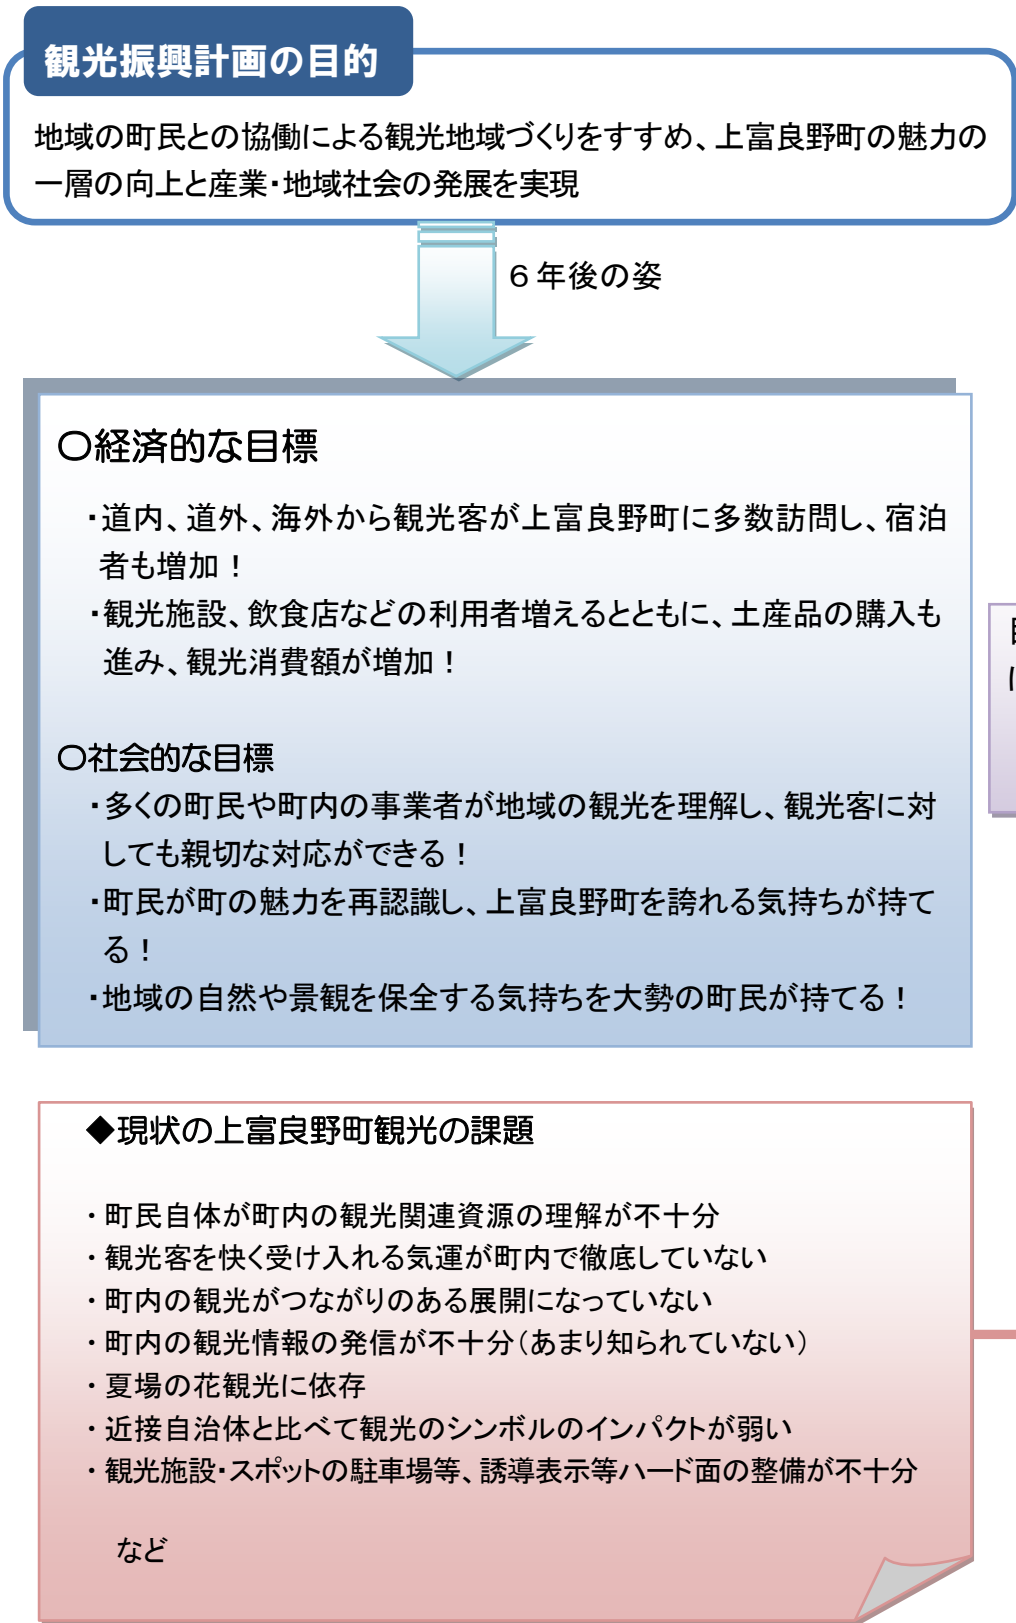 観光振興計画の目的
地域の町民との協働による観光地域づくりをすすめ、上富良野町の魅力の
一層の向上と産業・地域社会の発展を実現
６年後の姿
〇経済的な目標
・道内、道外、海外から観光客が上富良野町に多数訪問し、宿泊
者も増加！
・観光施設、飲食店などの利用者増えるとともに、土産品の購入も
進み、観光消費額が増加！
〇社会的な目標
・多くの町民や町内の事業者が地域の観光を理解し、観光客に対
しても親切な対応ができる！
・町民が町の魅力を再認識し、上富良野町を誇れる気持ちが持て
る！
・地域の自然や景観を保全する気持ちを大勢の町民が持てる！
◆現状の上富良野町観光の課題
・町民自体が町内の観光関連資源の理解が不十分
・観光客を快く受け入れる気運が町内で徹底していない
・町内の観光がつながりのある展開になっていない
・町内の観光情報の発信が不十分（あまり知られていない）
・夏場の花観光に依存
・近接自治体と比べて観光のシンボルのインパクトが弱い
・観光施設・スポットの駐車場等、誘導表示等ハード面の整備が不十分
など